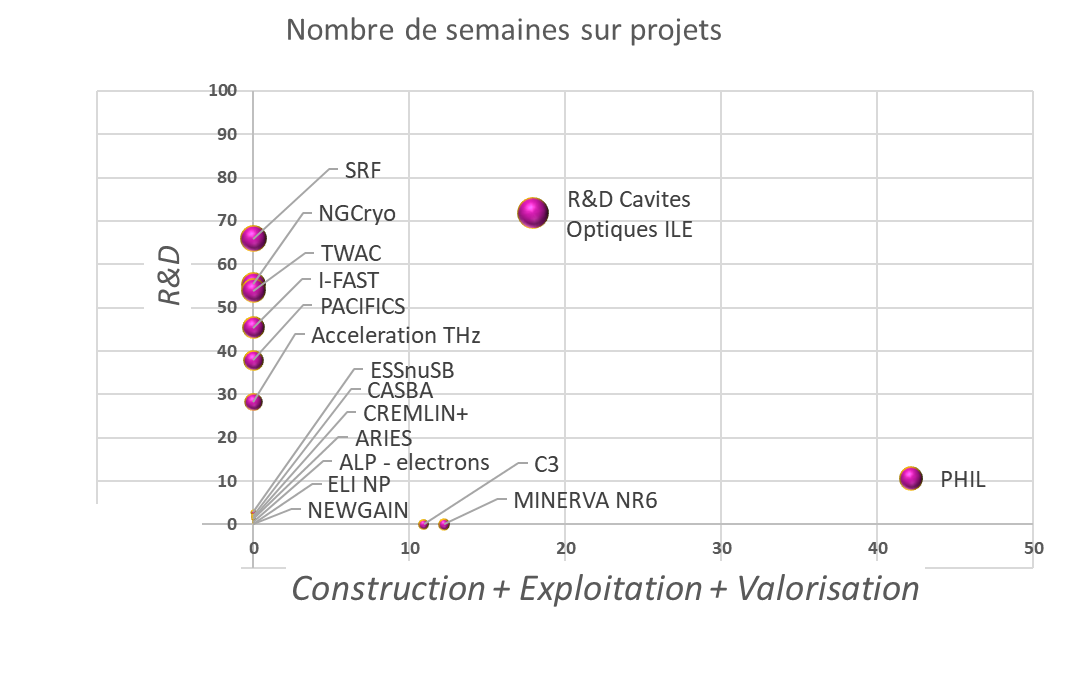 Nombre de semaines sur projets
100
90
80
70
60
50
40
30
20
10
0
R&D
SRF
NGCryo
TWAC
I-FAST
PACIFICS
Acceleration THz
ESSnuSB
CASBA
CREMLIN+
ARIES
ALP - electrons
ELI NP
NEWGAIN
C3
MINERVA NR6
R&D Cavites
Optiques ILE
PHIL
0 10 20 30 40 50
Construction + Exploitation + Valorisation